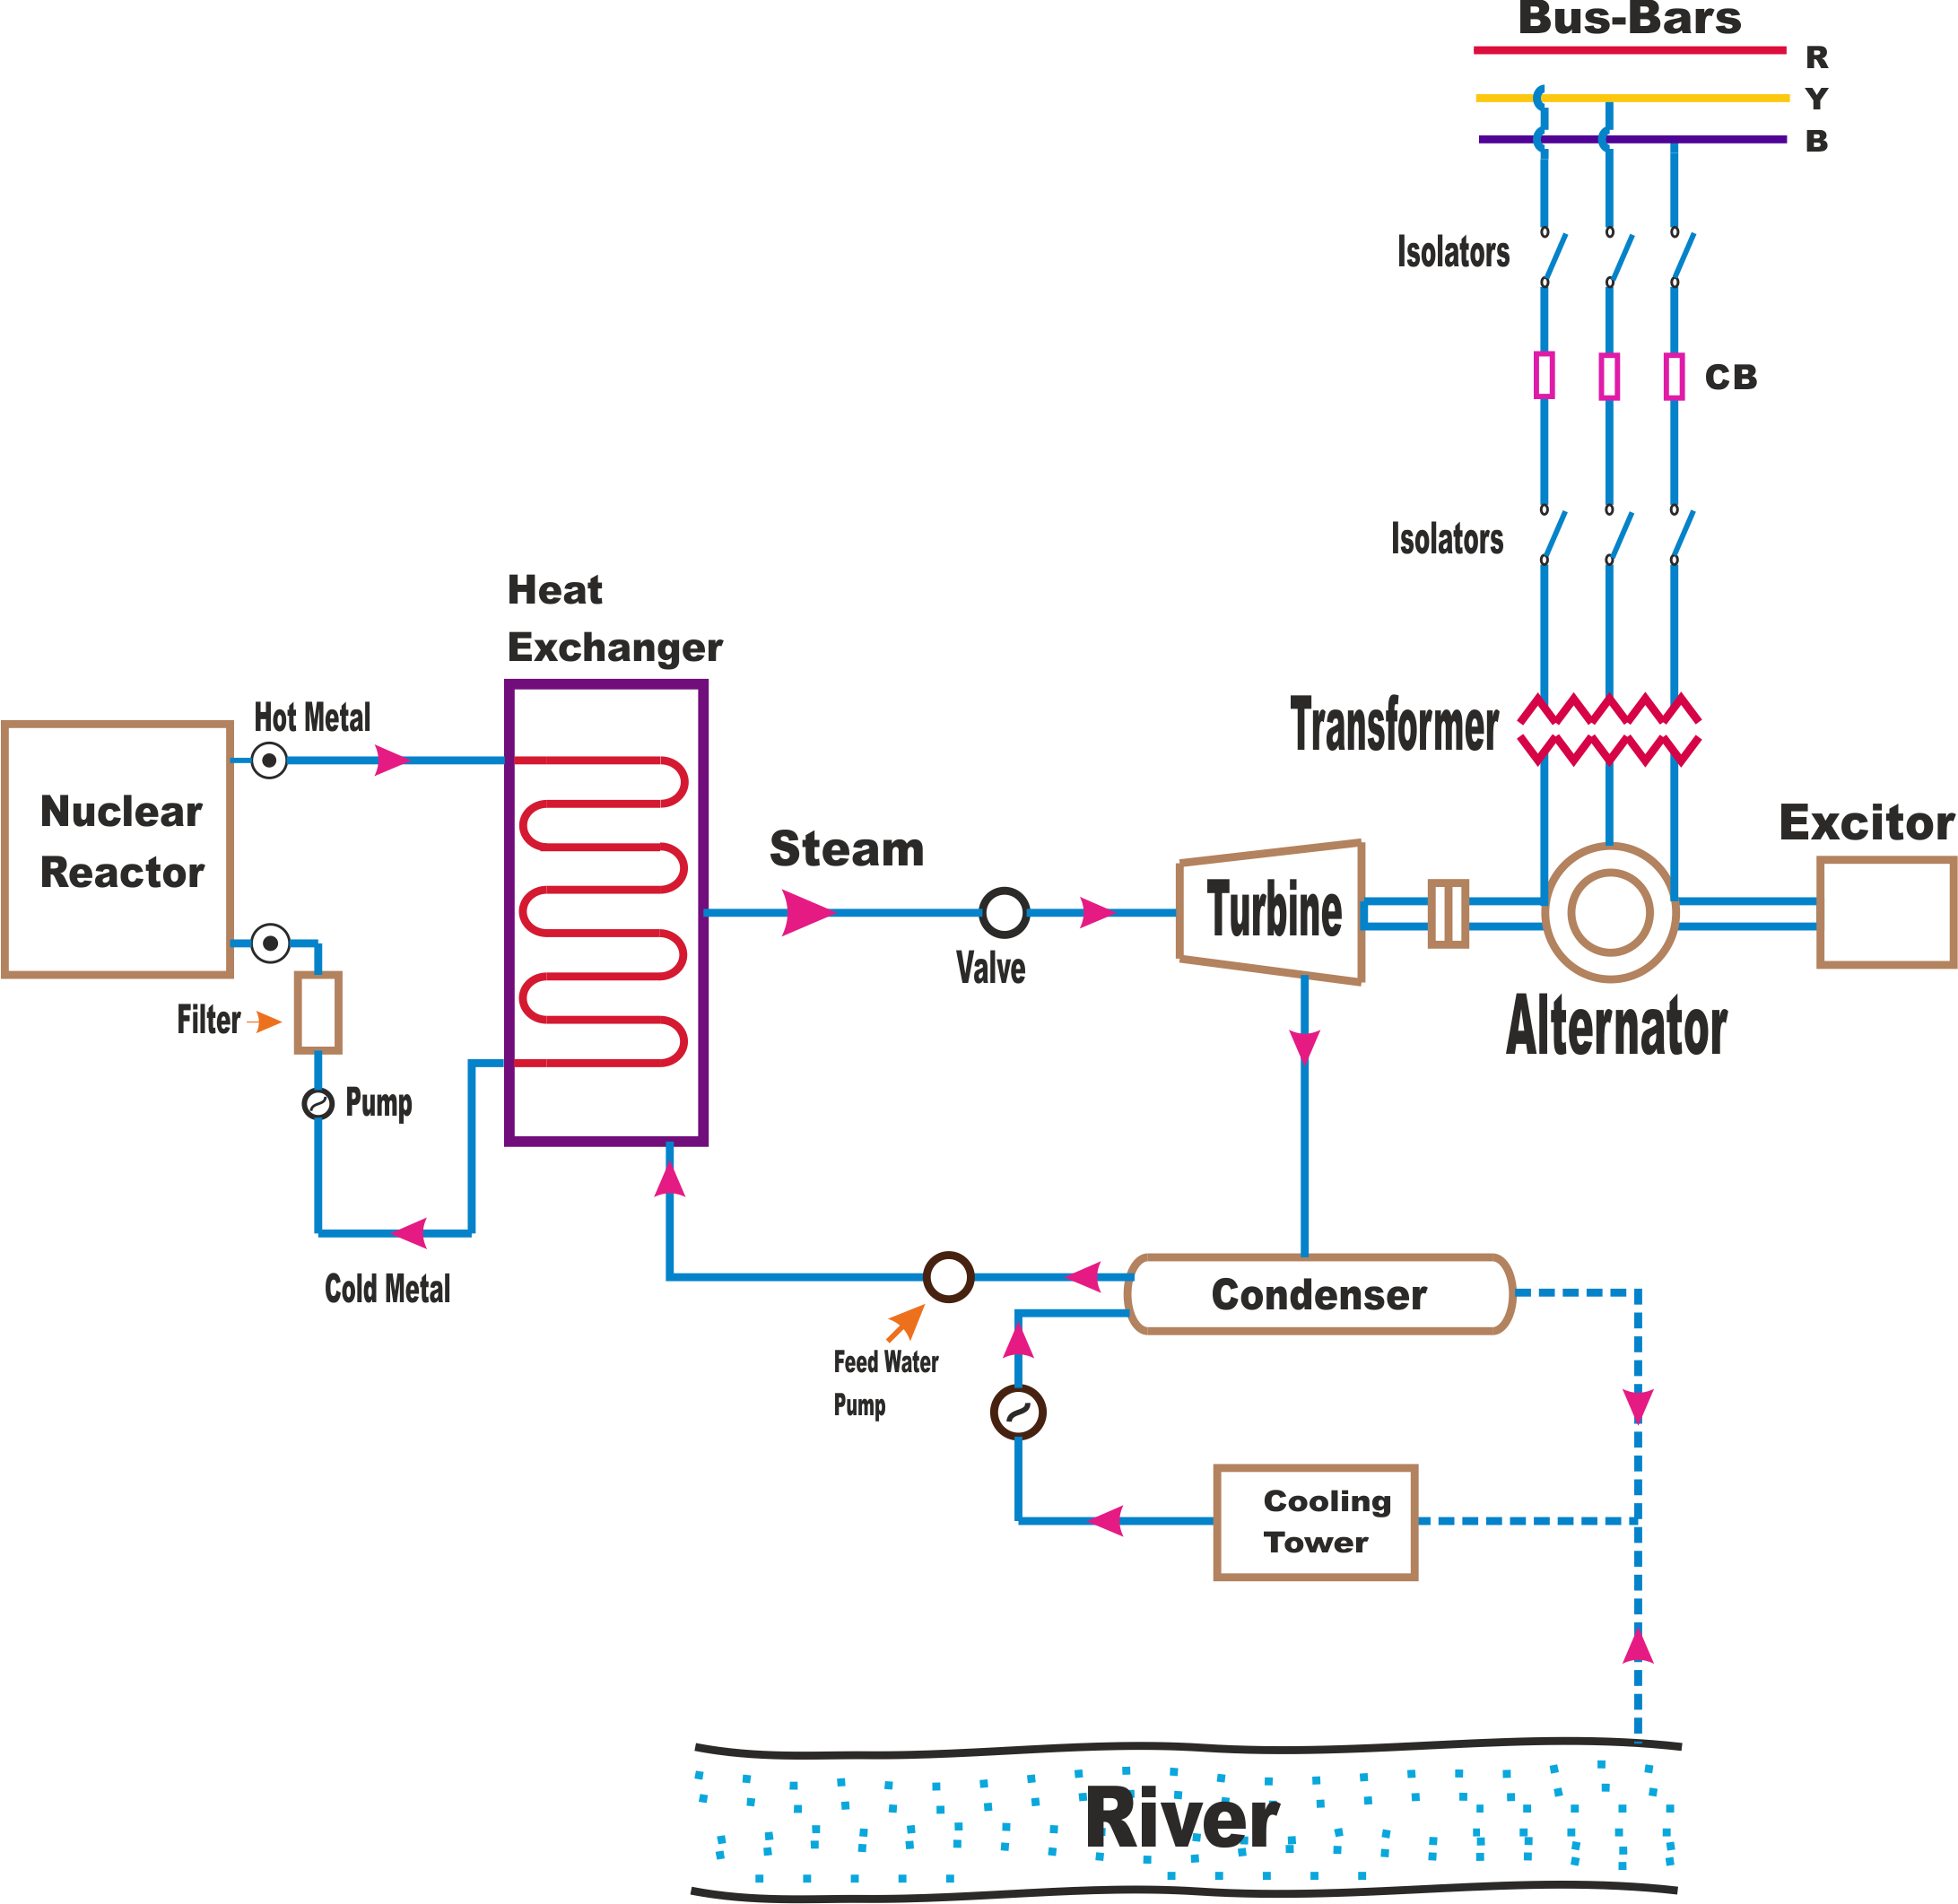 Bus-Bars
R
Y
B
Isolators
CB
Isolators
Heat
Exchanger
Hot Metal
Transformer
Nuclear
Reactor
Steam
Excitor
Turbine
Valve
Filter
Alternator
Pump
Cold Metal
Condenser
Feed Water
Pump
Cooling
Tower
River